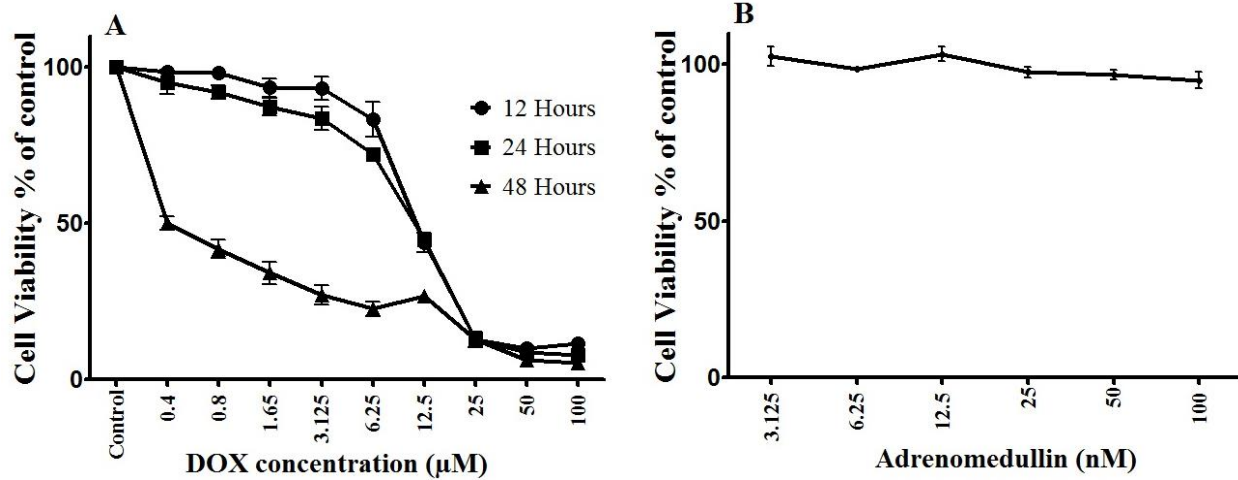 A
Cell Viability % of control
100
50
0
12 Hours
24 Hours
48 Hours
Control
0.4
0.8
1.65
3.125
6.25
12.5
25
50
100
DOX concentration (µM)
B
Cell Viability % of control
100
50
0
3.125
6.25
12.5
25
50
100
Adrenomedullin (nM)